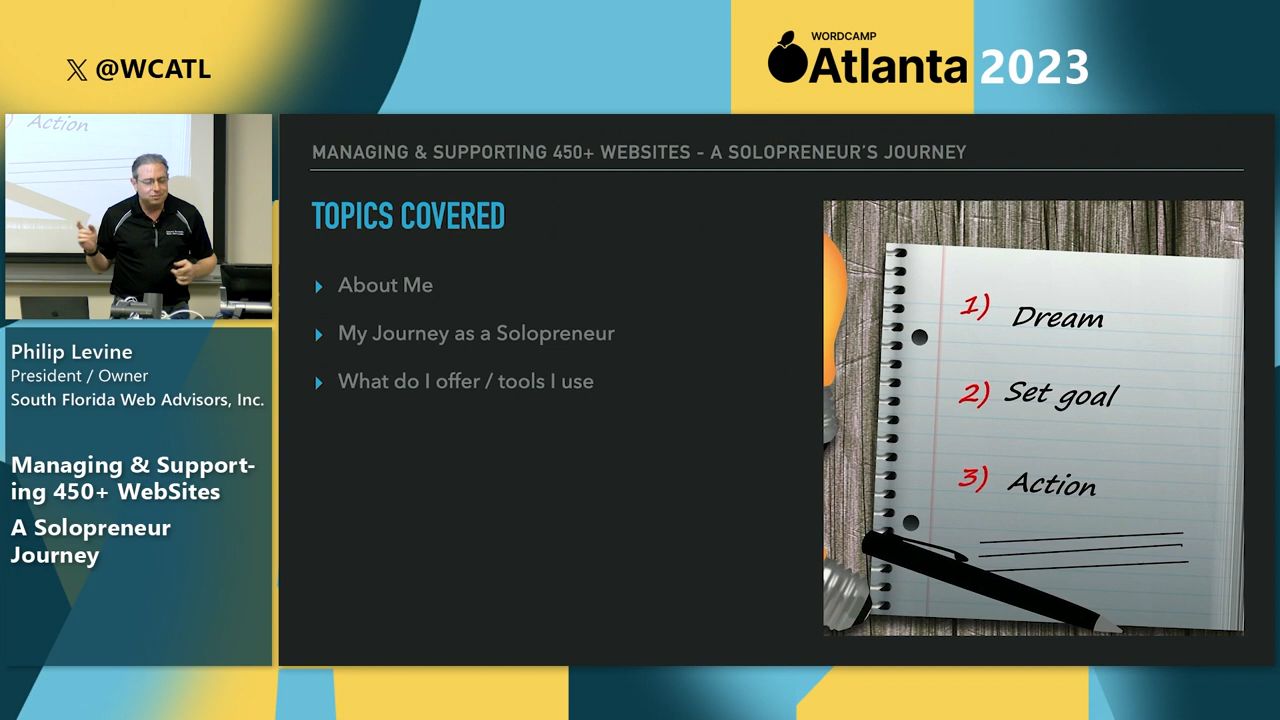 𝕏 @WCATL
WORDCAMP
Atlanta 2023
) Action
Philip Levine
President / Owner
South Florida Web Advisors, Inc.
Managing & Support-
ing 450+ WebSites
A Solopreneur
Journey
MANAGING & SUPPORTING 450+ WEBSITES - A SOLOPRENEUR'S JOURNEY
TOPICS COVERED
About Me
My Journey as a Solopreneur
What do I offer / tools I use
1) Dream
2) Set goal
3) Action